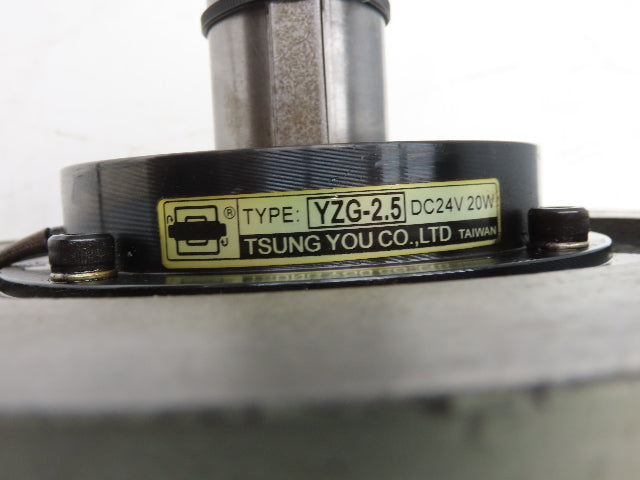 ® TYPE: YZG-2.5 DC24V 20W
TSUNG YOU CO.,LTD TAIWAN